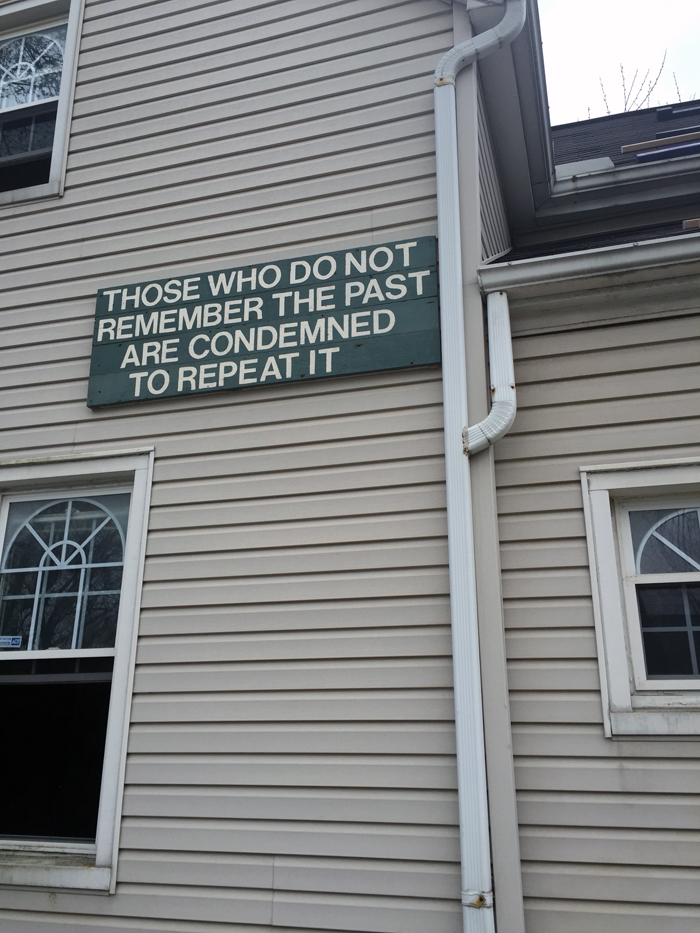 THOSE WHO DO NOT
REMEMBER THE PAST
ARE CONDEMNED
TO REPEAT IT